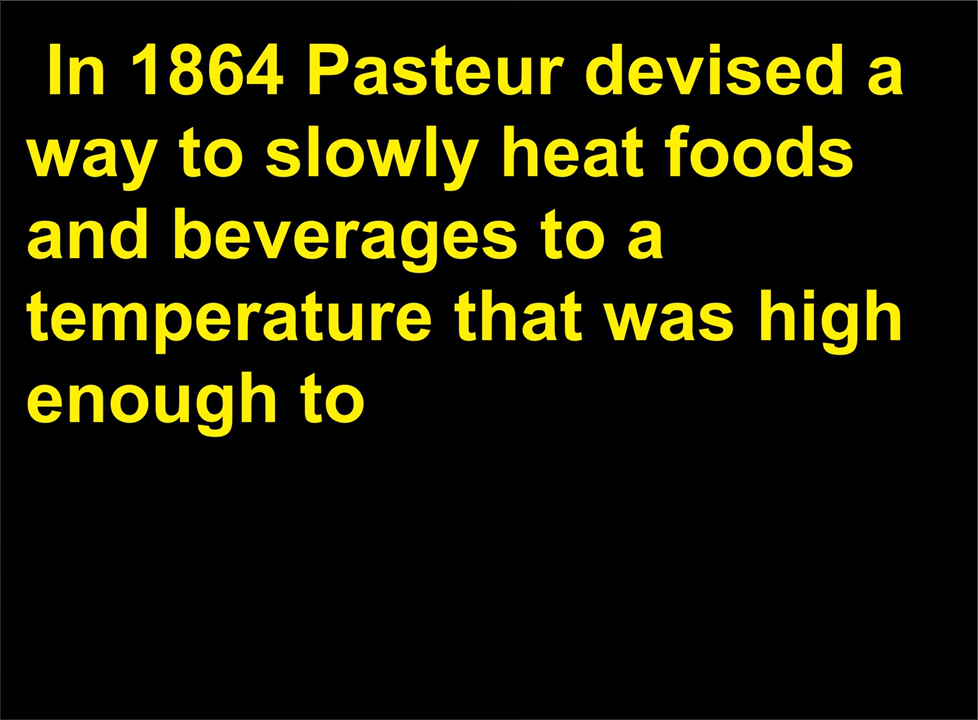 In 1864 Pasteur devised a
way to slowly heat foods
and beverages to a
temperature that was high
enough to